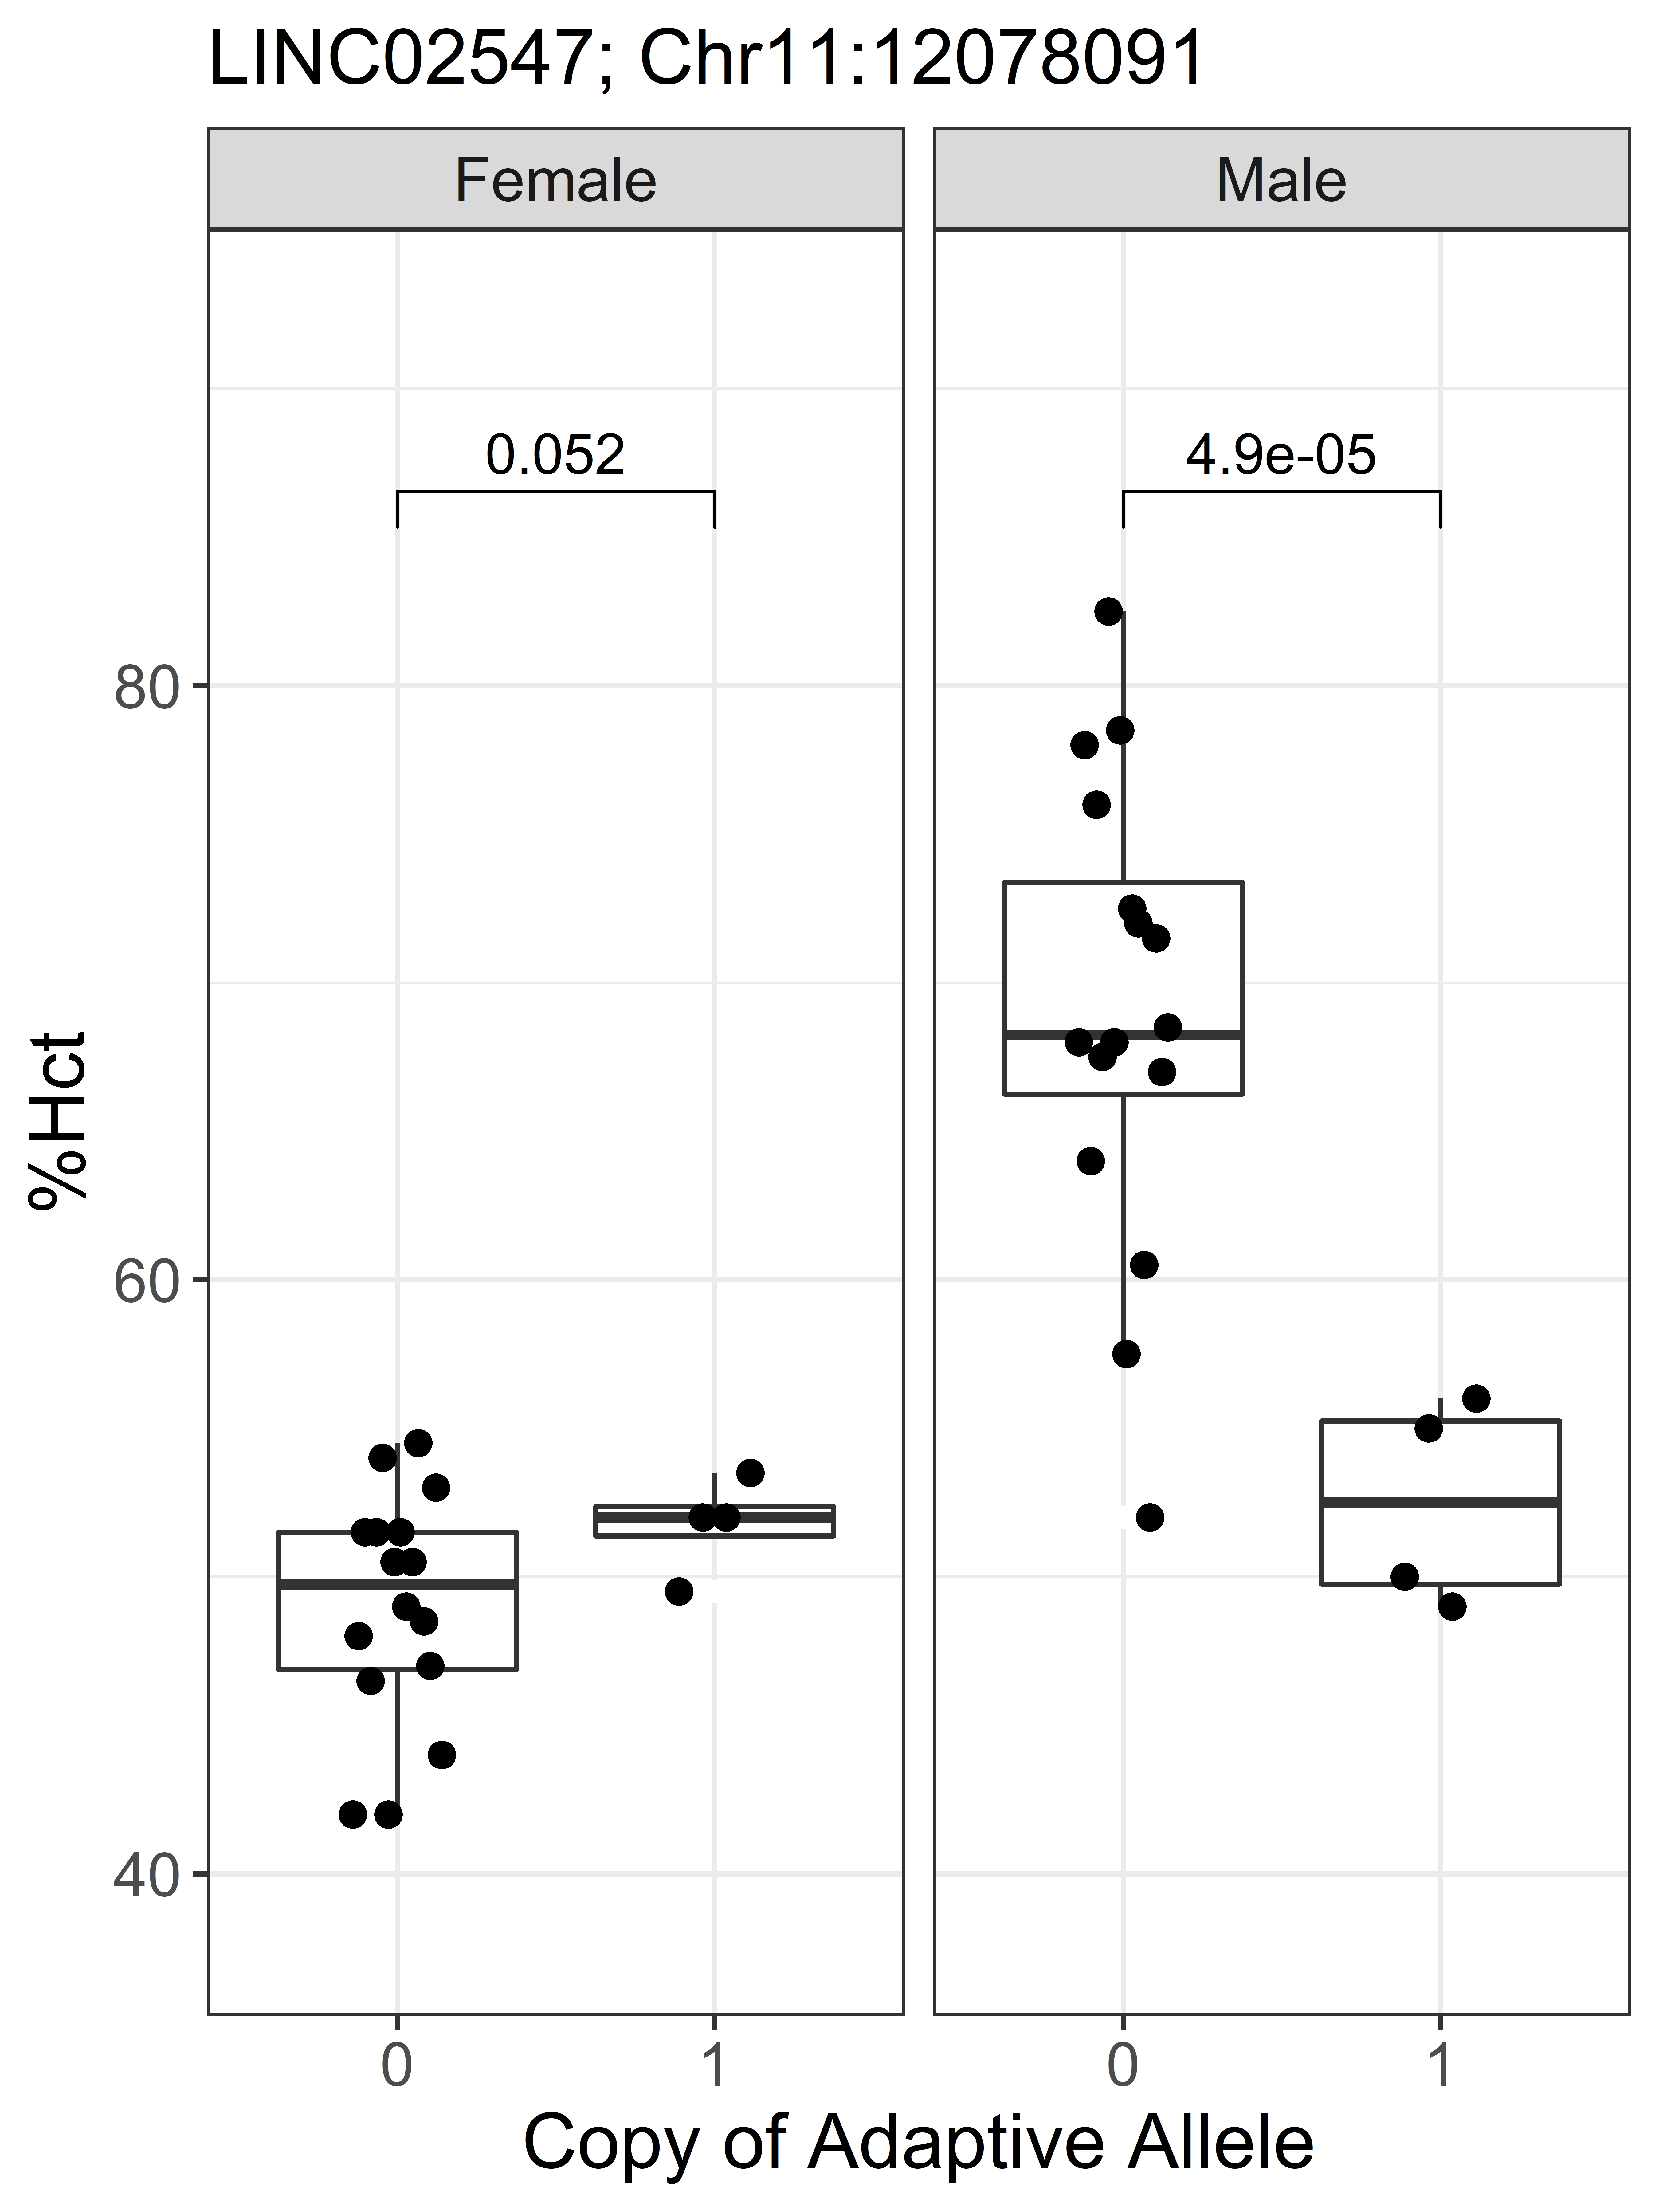 LINC02547; Chr11:12078091
Female
Male
0.052
4.9e-05
80
60
40
%Hct
0
1
0
1
Copy of Adaptive Allele